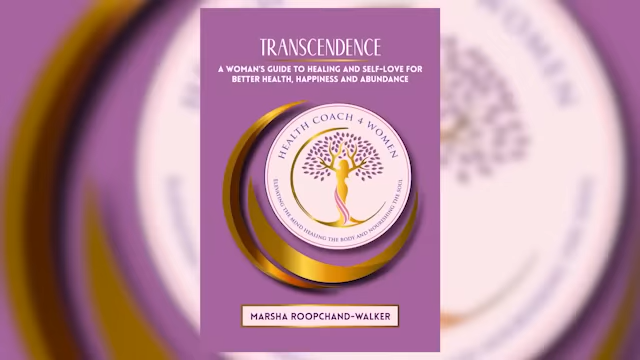 TRANSCENDENCE
A WOMAN'S GUIDE TO HEALING AND SELF-LOVE FOR
BETTER HEALTH, HAPPINESS AND ABUNDANCE
HEALTH COACH 4 WOMEN
ELEVATING THE MIND HEALING THE BODY AND NOURISHING THE SOUL
MARSHA ROOPCHAND-WALKER